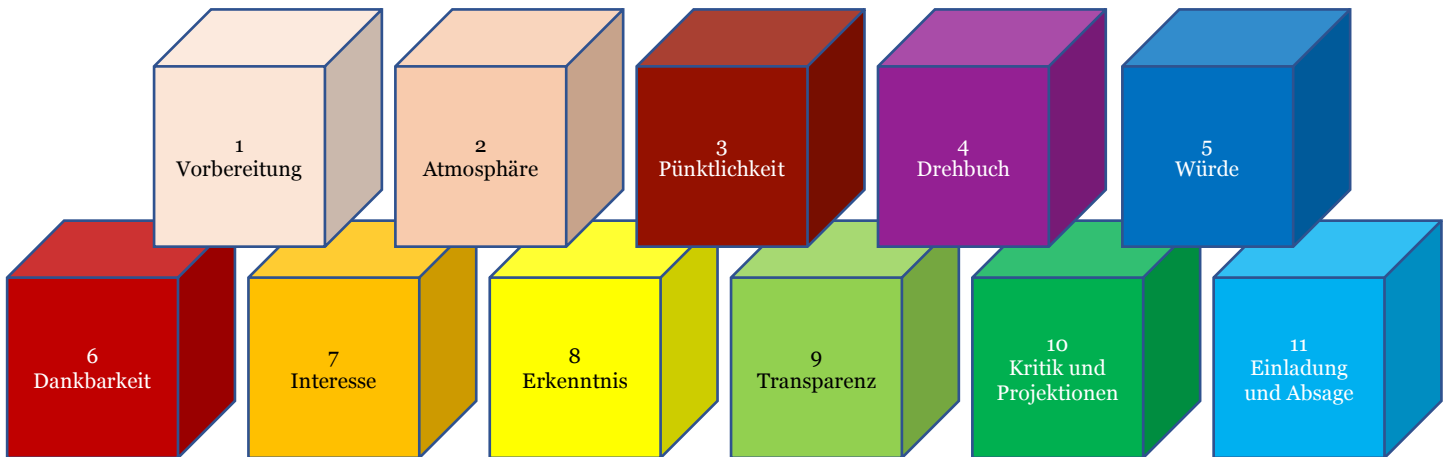 1
Vorbereitung
2
Atmosphäre
3
Pünktlichkeit
4
Drehbuch
5
Würde
6
Dankbarkeit
7
Interesse
8
Erkenntnis
9
Transparenz
10
Kritik und
Projektionen
11
Einladung
und Absage